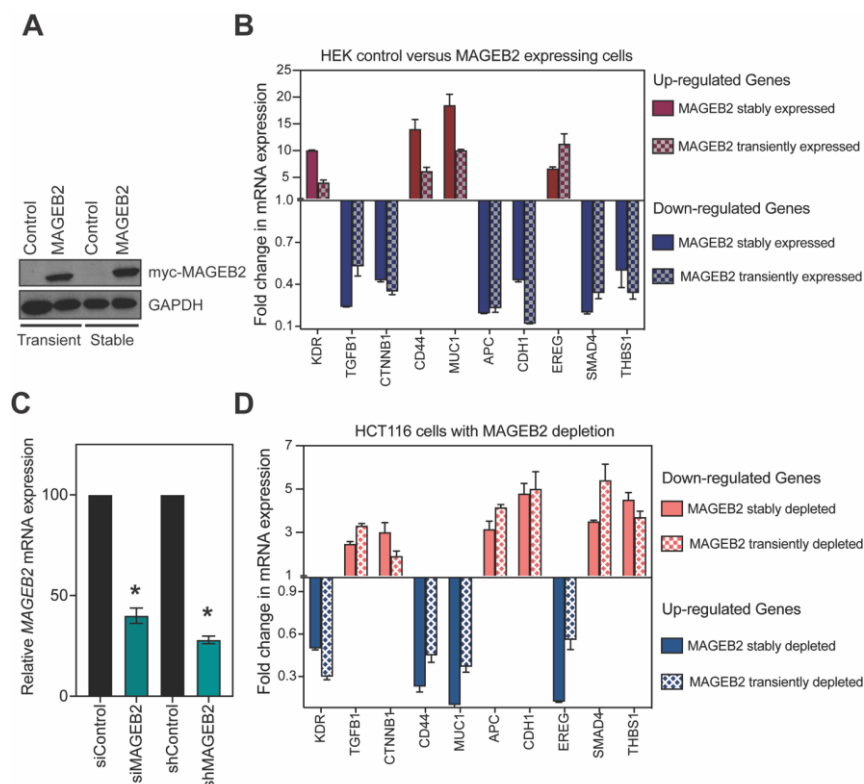 A
Control
MAGEB2
Control
MAGEB2
myc-MAGEB2
GAPDH
Transient
Stable
B
HEK control versus MAGEB2 expressing cells
Fold change in mRNA expression
25
20
15
10
5
1.0
0.7
0.4
0.1
KDR
TGFB1
CTNNB1
CD44
MUC1
APC
CDH1
EREG
SMAD4
THBS1
Up-regulated Genes
MAGEB2 stably expressed
MAGEB2 transiently expressed
Down-regulated Genes
MAGEB2 stably expressed
MAGEB2 transiently expressed
C
Relative MAGEB2 mRNA expression
100
50
0
*
*
siControl
siMAGEB2
shControl
shMAGEB2
D
HCT116 cells with MAGEB2 depletion
Fold change in mRNA expression
7
5
3
1
0.9
0.6
0.3
KDR
TGFB1
CTNNB1
CD44
MUC1
APC
CDH1
EREG
SMAD4
THBS1
Down-regulated Genes
MAGEB2 stably depleted
MAGEB2 transiently depleted
Up-regulated Genes
MAGEB2 stably depleted
MAGEB2 transiently depleted